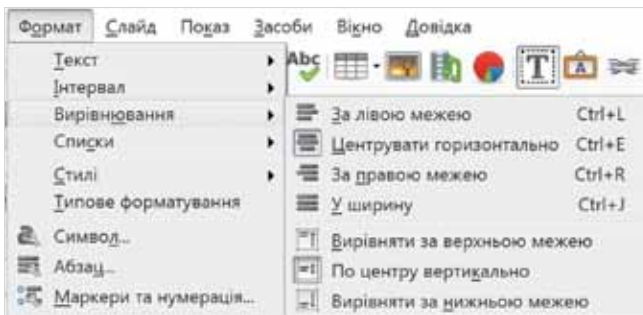 Формат Слайд Показ Засоби Вікно Довідка
Текст
Abc
T
A
Інтервал
Вирівнювання
За лівою межею Ctrl+L
Списки
Центрувати горизонтально Ctrl+E
Стилі
За правою межею Ctrl+R
Типове форматування
У ширину Ctrl+J
Символ...
Вирівняти за верхньою межею
Абзац...
По центру вертикально
Маркери та нумерація...
Вирівняти за нижньою межею